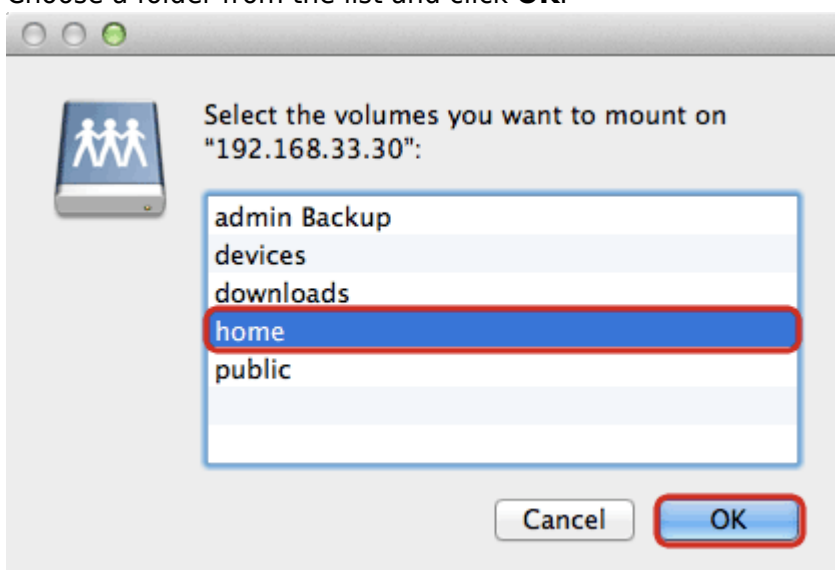 Choose a folder from the list and click OK.
Select the volumes you want to mount on
"192.168.33.30":
admin Backup
devices
downloads
home
public
Cancel
OK